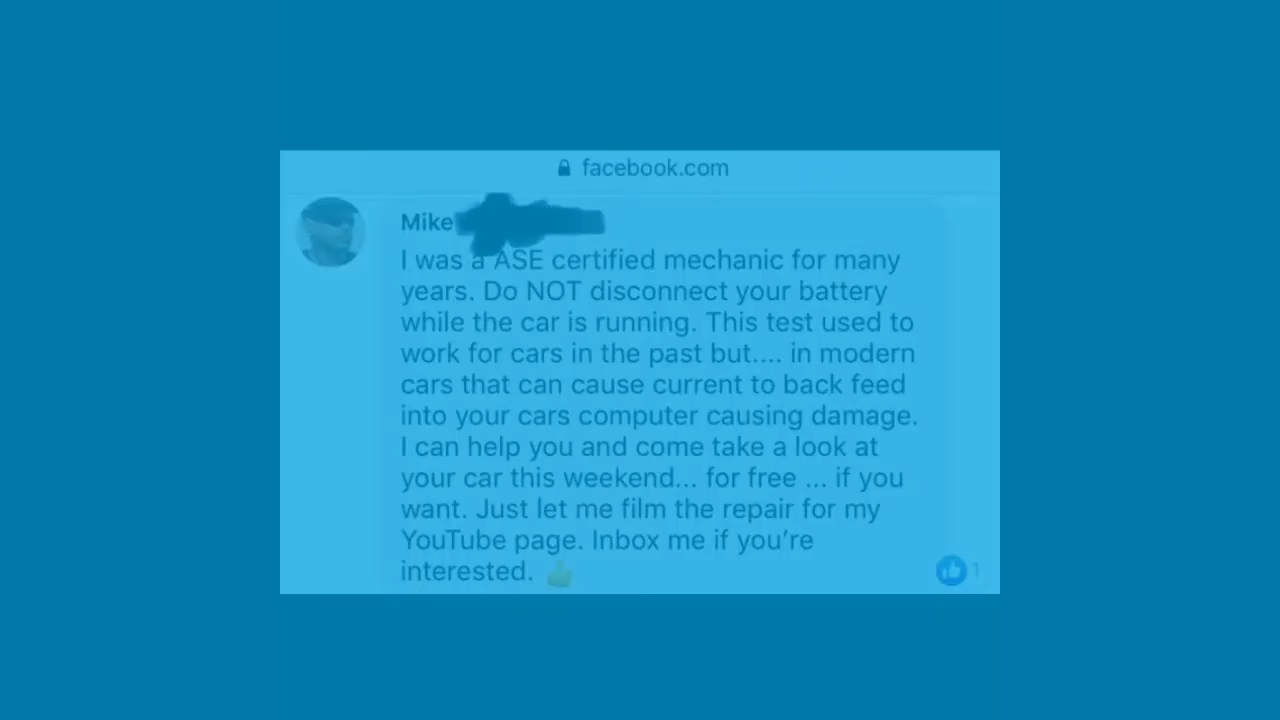 facebook.com
Mike
I was a ASE certified mechanic for many
years. Do NOT disconnect your battery
while the car is running. This test used to
work for cars in the past but.... in modern
cars that can cause current to back feed
into your cars computer causing damage.
I can help you and come take a look at
your car this weekend... for free ... if you
want. Just let me film the repair for my
YouTube page. Inbox me if you’re
interested. 👍
1